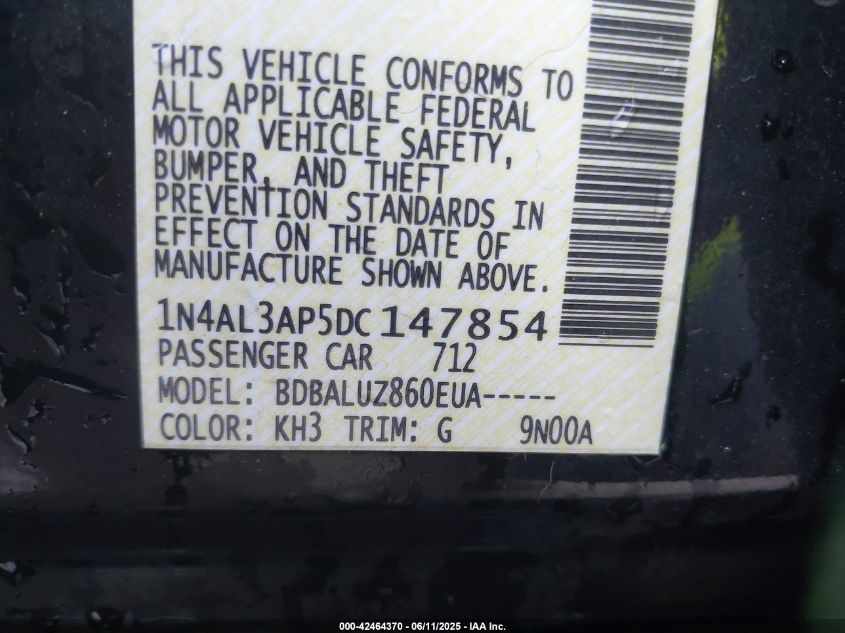 THIS VEHICLE CONFORMS TO
ALL APPLICABLE FEDERAL
MOTOR VEHICLE SAFETY,
BUMPER, AND THEFT
PREVENTION STANDARDS IN
EFFECT ON THE DATE OF
MANUFACTURE SHOWN ABOVE.
1N4AL3AP5DC147854
PASSENGER CAR 712
MODEL: BDBALUZ860EUA-----
COLOR: KH3 TRIM: G 9N00A
000-42464370 - 06/11/2025 - IAA Inc.